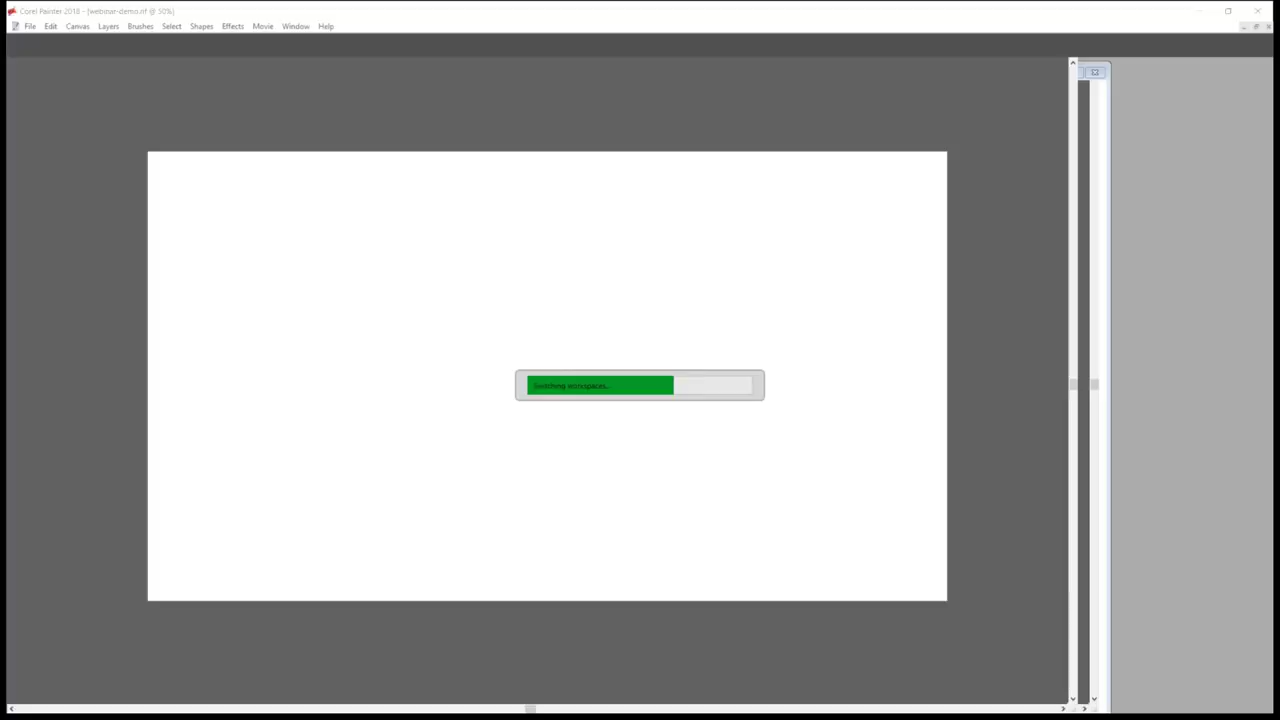 Corel Painter 2018 - [webinar-demo.rif @ 50%]
File Edit Canvas Layers Brushes Select Shapes Effects Movie Window Help
Switching workspaces...